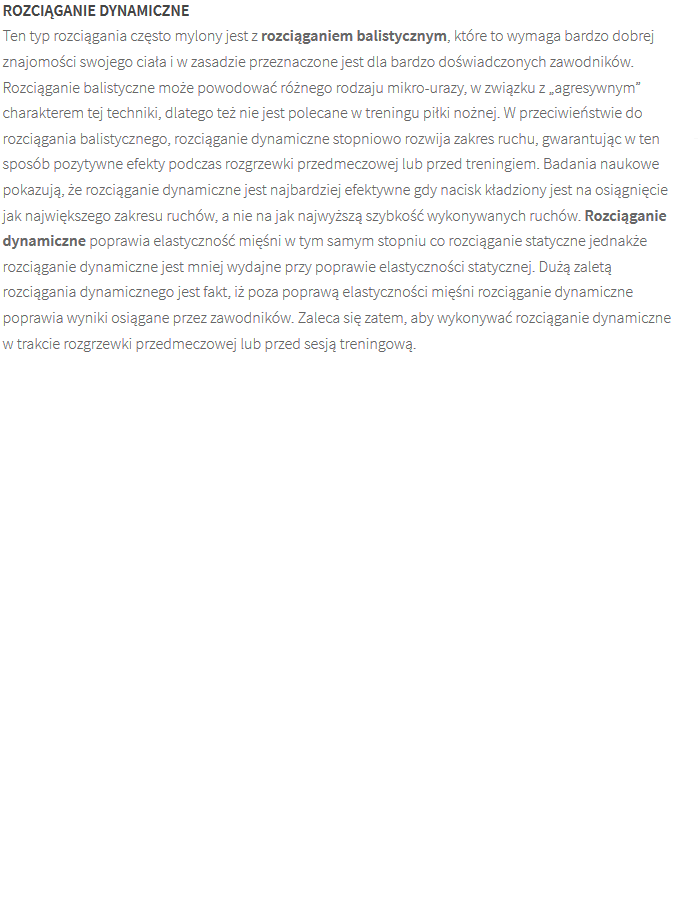 ROZCIĄGANIE DYNAMICZNE
Ten typ rozciągania często mylony jest z rozciąganiem balistycznym, które to wymaga bardzo dobrej
znajomości swojego ciała i w zasadzie przeznaczone jest dla bardzo doświadczonych zawodników.
Rozciąganie balistyczne może powodować różnego rodzaju mikro-urazy, w związku z „agresywnym”
charakterem tej techniki, dlatego też nie jest polecane w treningu piłki nożnej. W przeciwieństwie do
rozciągania balistycznego, rozciąganie dynamiczne stopniowo rozwija zakres ruchu, gwarantując w ten
sposób pozytywne efekty podczas rozgrzewki przedmeczowej lub przed treningiem. Badania naukowe
pokazują, że rozciąganie dynamiczne jest najbardziej efektywne gdy nacisk kładziony jest na osiągnięcie
jak największego zakresu ruchów, a nie na jak najwyższą szybkość wykonywanych ruchów. Rozciąganie
dynamiczne poprawia elastyczność mięśni w tym samym stopniu co rozciąganie statyczne jednakże
rozciąganie dynamiczne jest mniej wydajne przy poprawie elastyczności statycznej. Dużą zaletą
rozciągania dynamicznego jest fakt, iż poza poprawą elastyczności mięśni rozciąganie dynamiczne
poprawia wyniki osiągane przez zawodników. Zaleca się zatem, aby wykonywać rozciąganie dynamiczne
w trakcie rozgrzewki przedmeczowej lub przed sesją treningową.